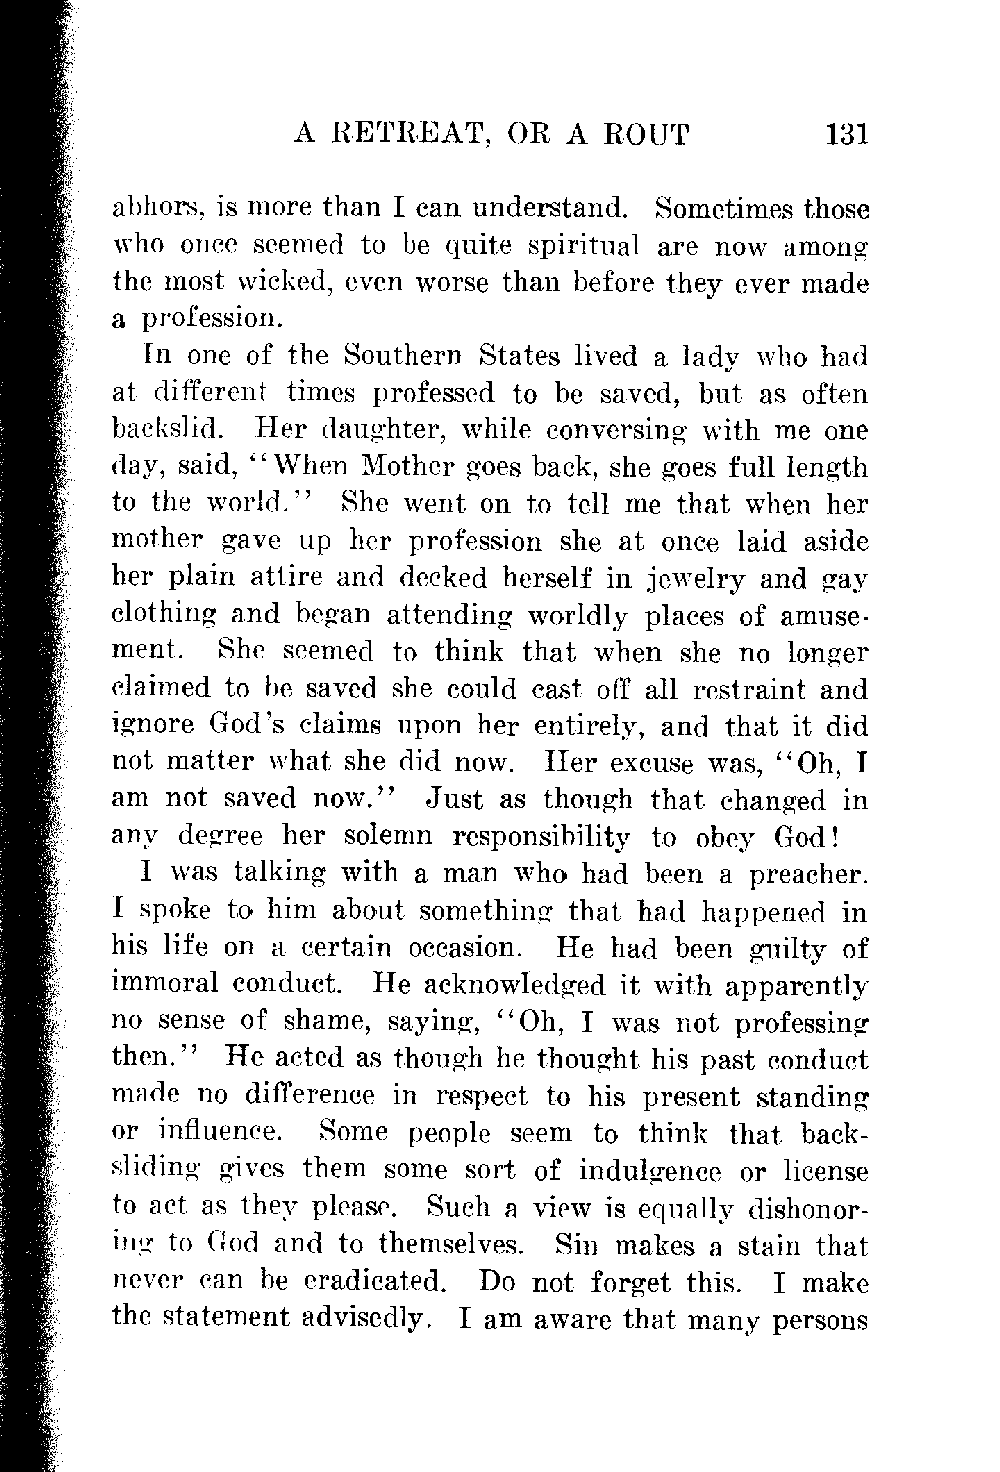 A RETREAT, OR A ROUT 131
abhors, is more than I can understand. Sometimes those
who once seemed to be quite spiritual are now among
the most wicked, even worse than before they ever made
a profession.
In one of the Southern States lived a lady who had
at different times professed to be saved, but as often
backslid. Her daughter, while conversing with me one
day, said, "When Mother goes back, she goes full length
to the world." She went on to tell me that when her
mother gave up her profession she at once laid aside
her plain attire and decked herself in jewelry and gay
clothing and began attending worldly places of amuse-
ment. She seemed to think that when she no longer
claimed to be saved she could cast off all restraint and
ignore God's claims upon her entirely, and that it did
not matter what she did now. Her excuse was, "Oh, I
am not saved now." Just as though that changed in
any degree her solemn responsibility to obey God!
I was talking with a man who had been a preacher.
I spoke to him about something that had happened in
his life on a certain occasion. He had been guilty of
immoral conduct. He acknowledged it with apparently
no sense of shame, saying, "Oh, I was not professing
then." He acted as though he thought his past conduct
made no difference in respect to his present standing
or influence. Some people seem to think that back-
sliding gives them some sort of indulgence or license
to act as they please. Such a view is equally dishonor-
ing to God and to themselves. Sin makes a stain that
never can be eradicated. Do not forget this. I make
the statement advisedly. I am aware that many persons